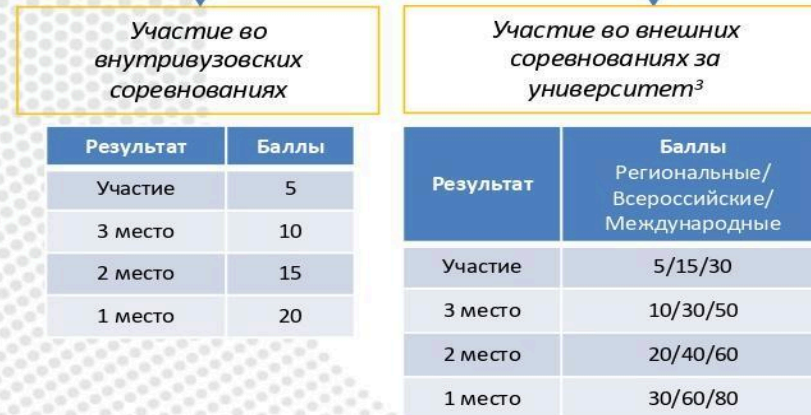 Участие во
внутривузовских
соревнованиях
Результат Баллы
Участие 5
3 место 10
2 место 15
1 место 20
Участие во внешних
соревнованиях за
университет³
Результат
Баллы
Региональные/
Всероссийские/
Международные
Участие 5/15/30
3 место 10/30/50
2 место 20/40/60
1 место 30/60/80